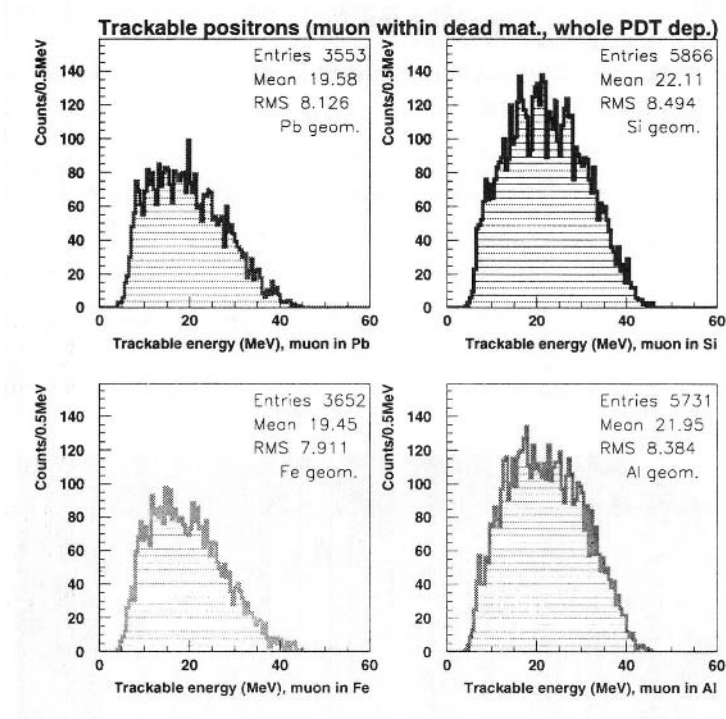 Trackable positrons (muon within dead mat., whole PDT dep.)
Counts/0.5MeV
140
120
100
80
60
40
20
0
Entries 3553
Mean 19.58
RMS 8.126
Pb geom.
0 20 40 60
Trackable energy (MeV), muon in Pb
Counts/0.5MeV
140
120
100
80
60
40
20
0
Entries 5866
Mean 22.11
RMS 8.494
Si geom.
0 20 40 60
Trackable energy (MeV), muon in Si
Counts/0.5MeV
140
120
100
80
60
40
20
0
Entries 3652
Mean 19.45
RMS 7.911
Fe geom.
0 20 40 60
Trackable energy (MeV), muon in Fe
Counts/0.5MeV
140
120
100
80
60
40
20
0
Entries 5731
Mean 21.95
RMS 8.384
Al geom.
0 20 40 60
Trackable energy (MeV), muon in Al